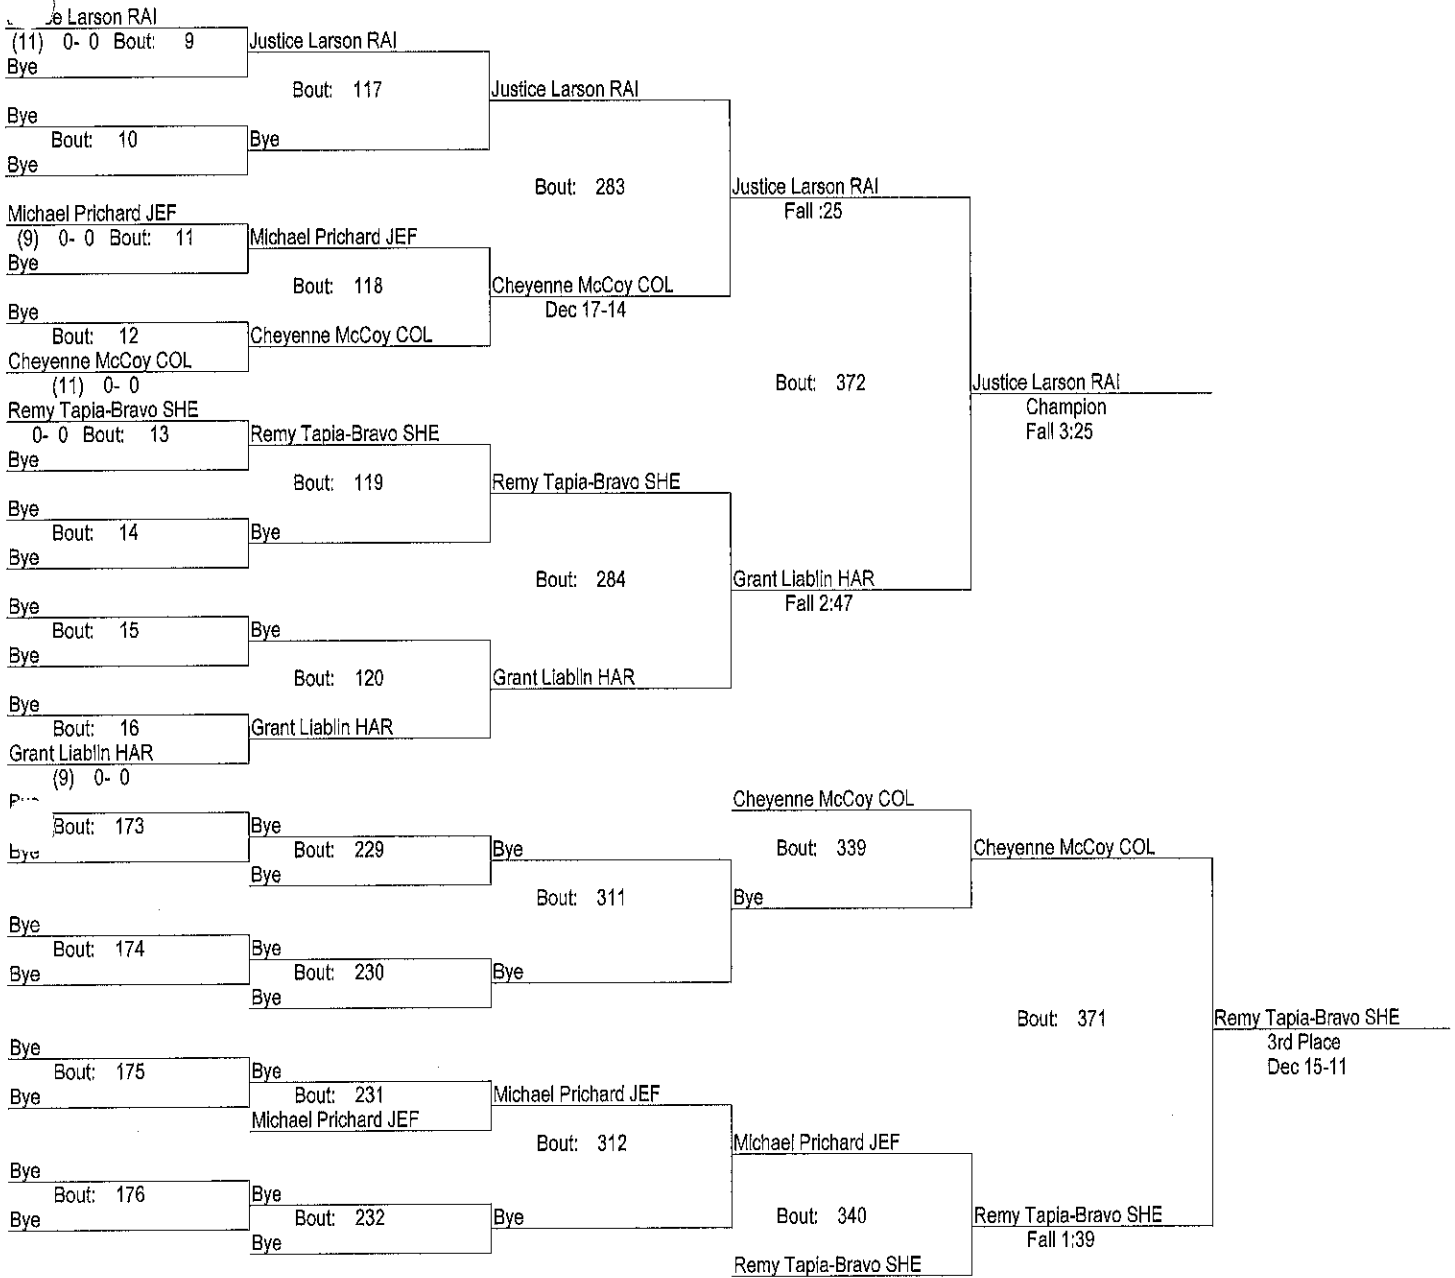 Larson RAI
(11) 0- 0 Bout: 9
Justice Larson RAI
Bye
Bout: 117
Justice Larson RAI
Bye
Bout: 10
Bye
Bye
Bout: 283
Justice Larson RAI
Fall :25
Michael Prichard JEF
(9) 0- 0 Bout: 11
Michael Prichard JEF
Bye
Bout: 118
Cheyenne McCoy COL
Dec 17-14
Bye
Bout: 12
Cheyenne McCoy COL
Cheyenne McCoy COL
(11) 0- 0
Bout: 372
Justice Larson RAI
Champion
Fall 3:25
Remy Tapia-Bravo SHE
0- 0 Bout: 13
Remy Tapia-Bravo SHE
Bye
Bout: 119
Remy Tapia-Bravo SHE
Bye
Bout: 14
Bye
Bye
Bout: 284
Grant Liablin HAR
Fall 2:47
Bye
Bout: 15
Bye
Bye
Bout: 120
Grant Liablin HAR
Bye
Bout: 16
Grant Liablin HAR
Grant Liablin HAR
(9) 0- 0
Cheyenne McCoy COL
Bout: 173
Bye
Bye
Bout: 229
Bye
Bout: 339
Cheyenne McCoy COL
Bye
Bout: 311
Bye
Bye
Bout: 174
Bye
Bye
Bout: 230
Bye
Bye
Bout: 371
Remy Tapia-Bravo SHE
3rd Place
Dec 15-11
Bye
Bout: 175
Bye
Bye
Bout: 231
Michael Prichard JEF
Michael Prichard JEF
Bout: 312
Michael Prichard JEF
Bye
Bout: 176
Bye
Bye
Bout: 232
Bye
Bout: 340
Remy Tapia-Bravo SHE
Fall 1:39
Bye
Remy Tapia-Bravo SHE